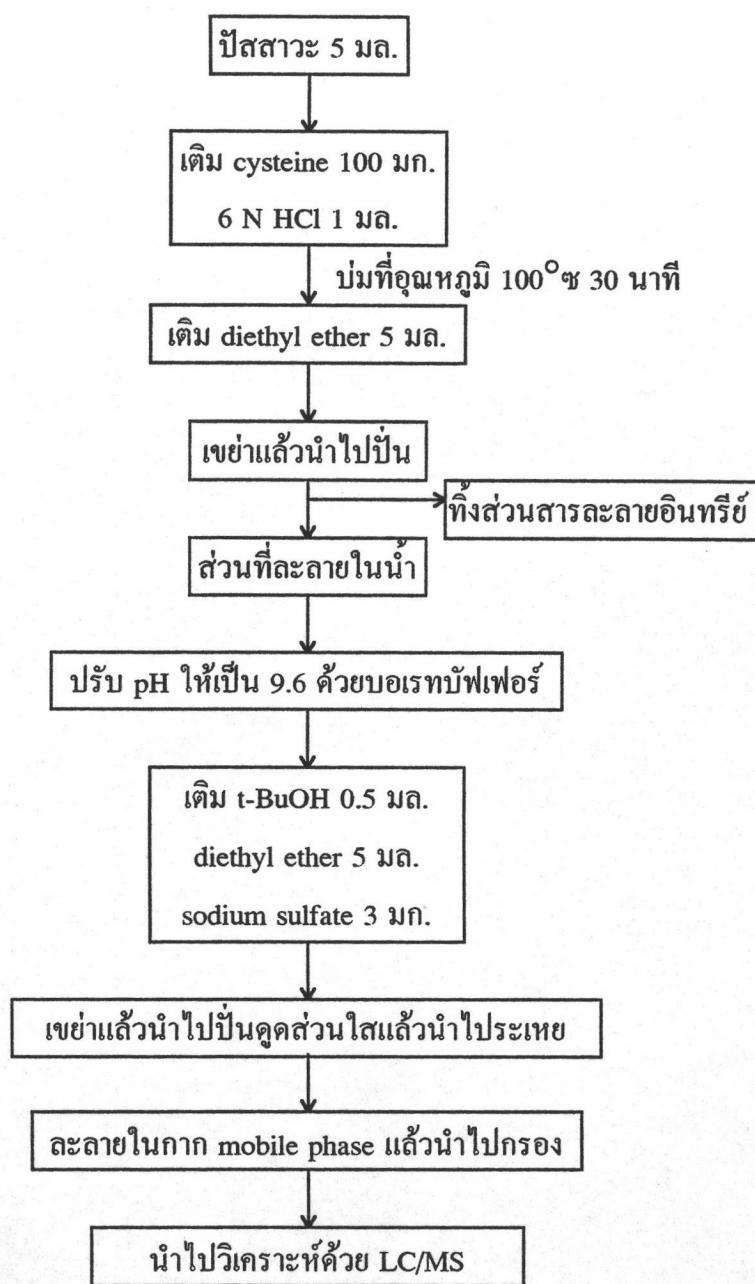 ปัสสาวะ 5 มล.
เติม cysteine 100 มก.
6 N HCl 1 มล.
บ่มที่อุณหภูมิ 100°ซ 30 นาที
เติม diethyl ether 5 มล.
เขย่าแล้วนำไปปั่น
ทิ้งส่วนสารละลายอินทรีย์
ส่วนที่ละลายในน้ำ
ปรับ pH ให้เป็น 9.6 ด้วยบอเรทบัฟเฟอร์
เติม t-BuOH 0.5 มล.
diethyl ether 5 มล.
sodium sulfate 3 มก.
เขย่าแล้วนำไปปั่นดูดส่วนใสแล้วนำไประเหย
ละลายในกาก mobile phase แล้วนำไปกรอง
นำไปวิเคราะห์ด้วย LC/MS